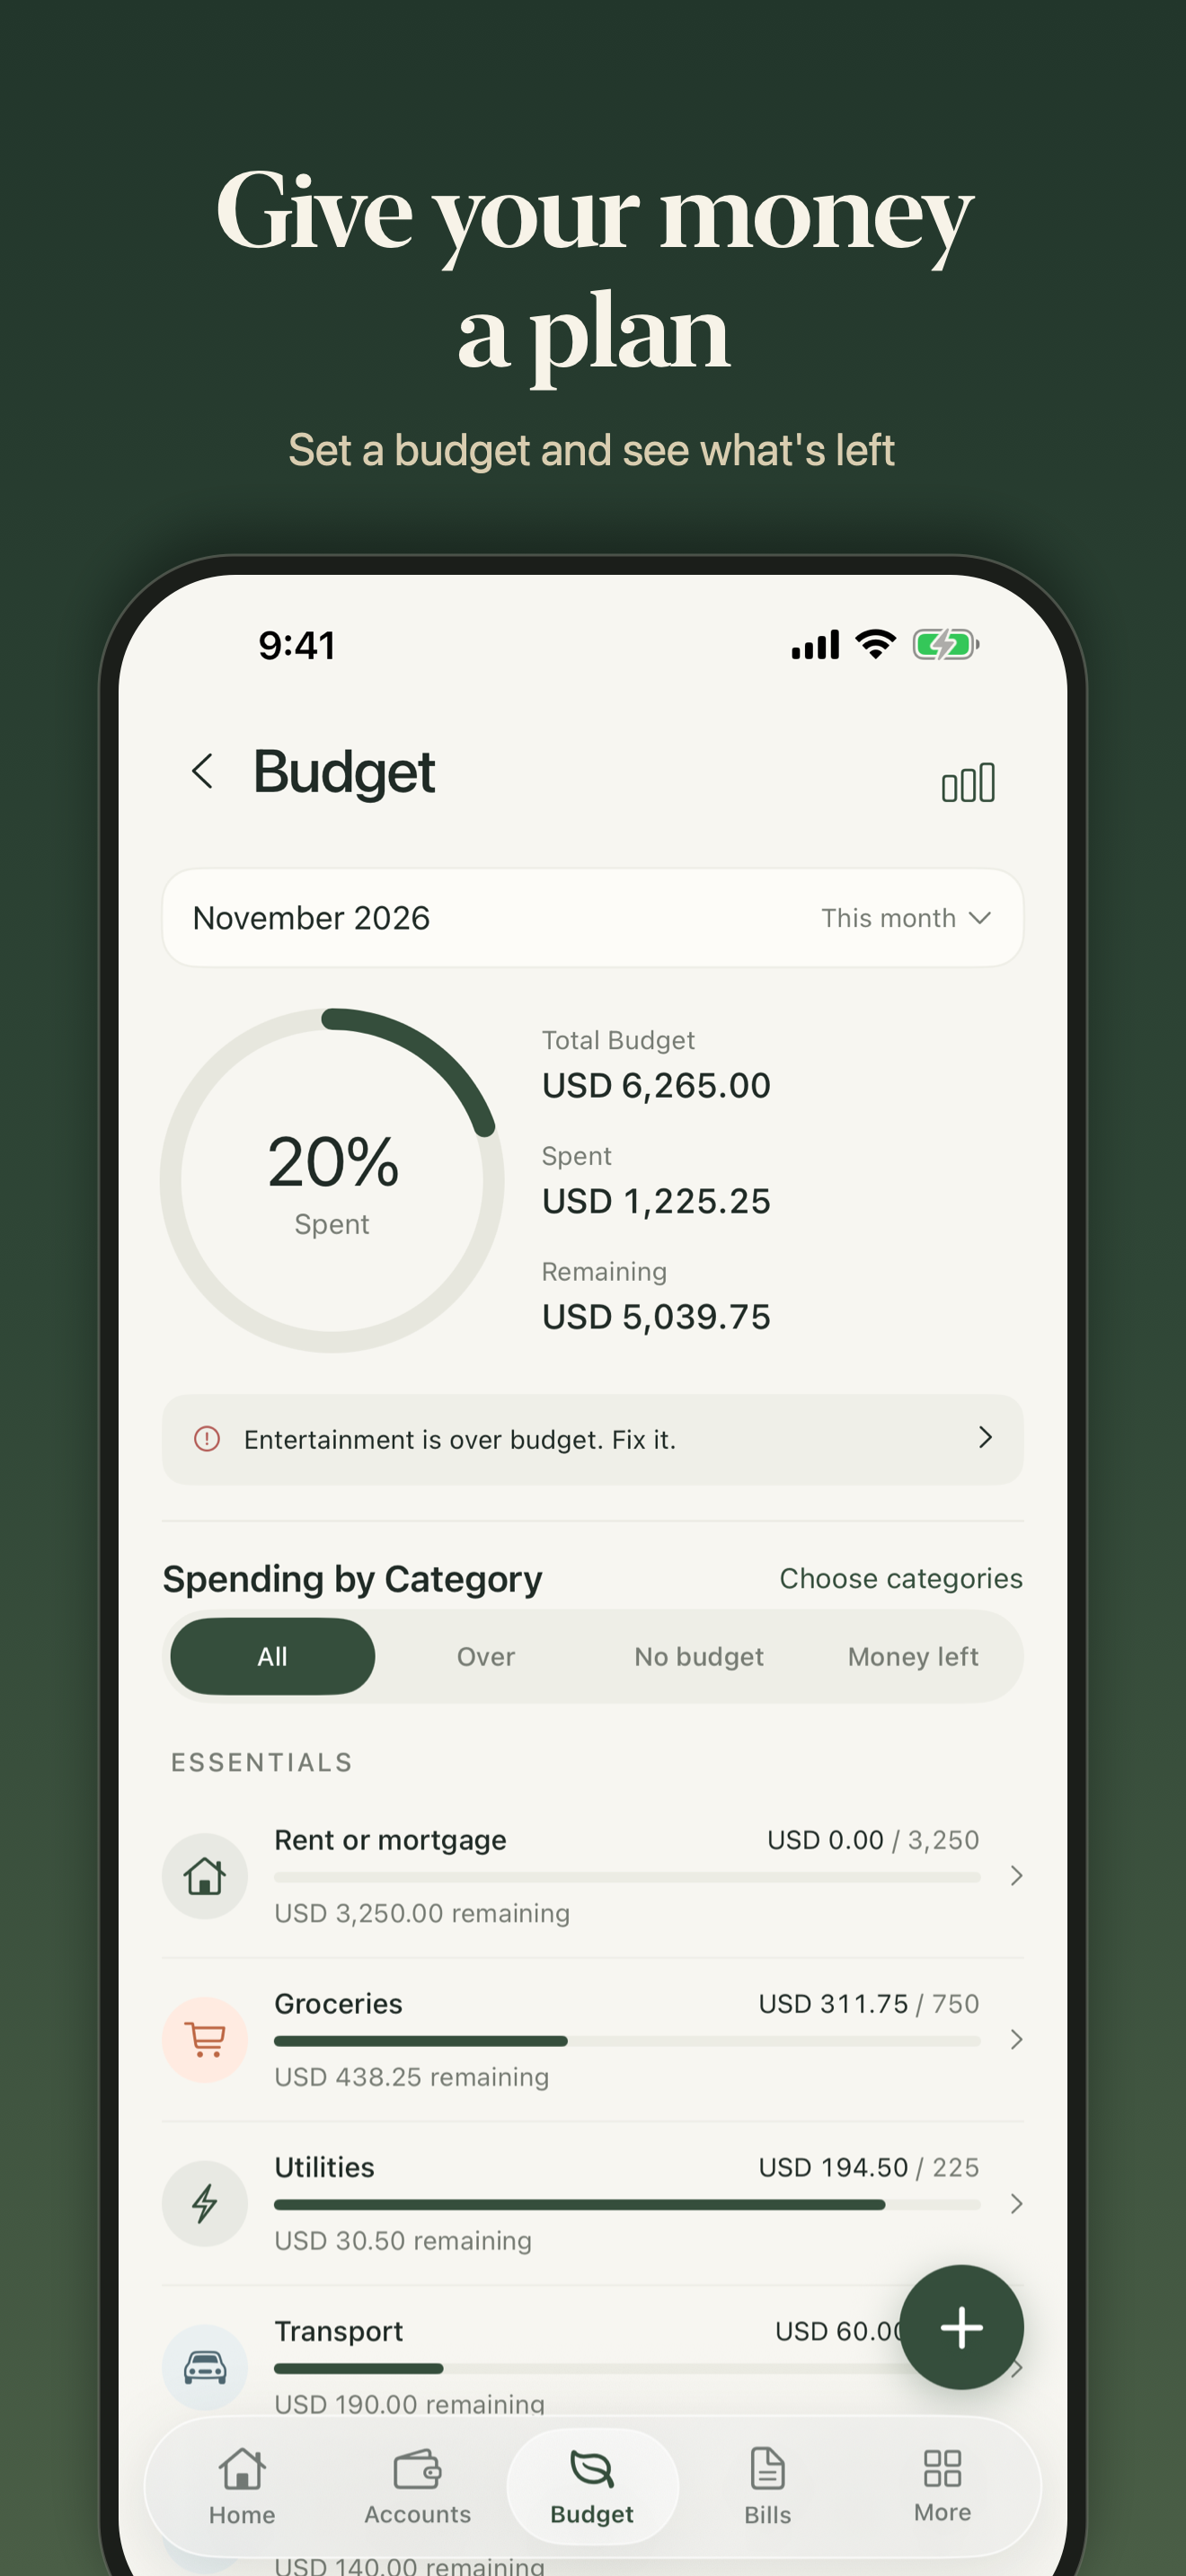 Give your money
a plan
Set a budget and see what's left
9:41
Budget
November 2026
This month
20%
Spent
Total Budget
USD 6,265.00
Spent
USD 1,225.25
Remaining
USD 5,039.75
Entertainment is over budget. Fix it.
Spending by Category
Choose categories
All
Over
No budget
Money left
ESSENTIALS
Rent or mortgage
USD 0.00 / 3,250
USD 3,250.00 remaining
Groceries
USD 311.75 / 750
USD 438.25 remaining
Utilities
USD 194.50 / 225
USD 30.50 remaining
Transport
USD 60.00
USD 190.00 remaining
Home
Accounts
Budget
Bills
More
USD 140.00 remaining